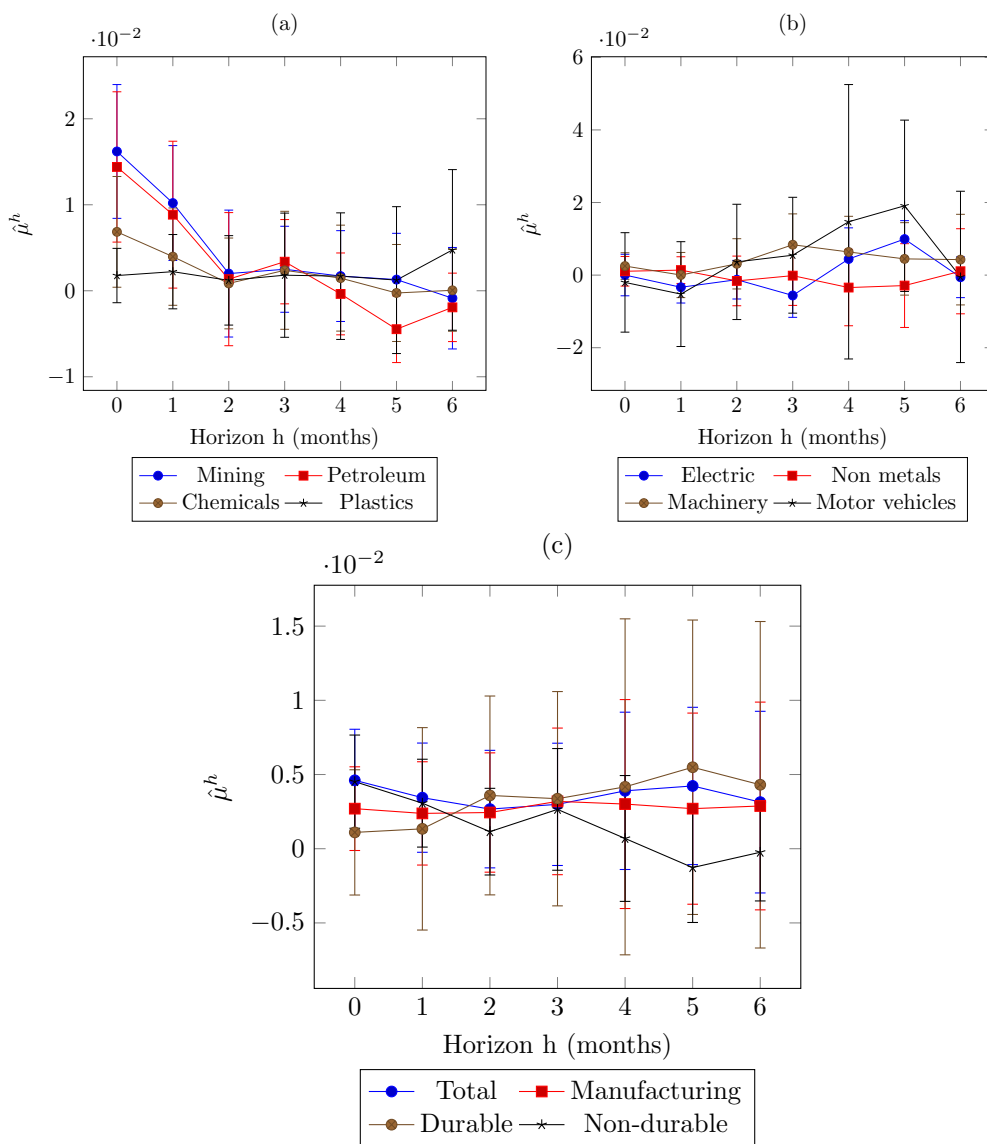 (a)
·10⁻²
2
1
0
−1
μ̂ʰ
0 1 2 3 4 5 6
Horizon h (months)
Mining Petroleum
Chemicals Plastics
(b)
·10⁻²
6
4
2
0
−2
μ̂ʰ
0 1 2 3 4 5 6
Horizon h (months)
Electric Non metals
Machinery Motor vehicles
(c)
·10⁻²
1.5
1
0.5
0
−0.5
μ̂ʰ
0 1 2 3 4 5 6
Horizon h (months)
Total Manufacturing
Durable Non-durable